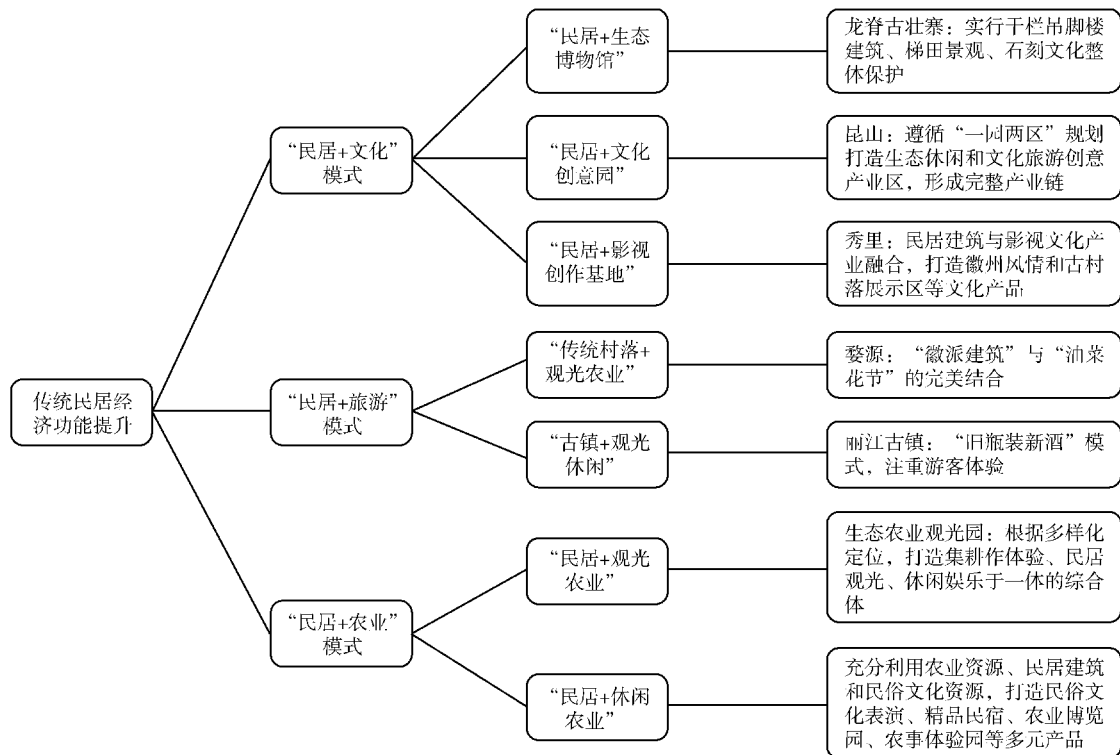 传统民居经
济功能提升
“民居+文化”
模式
“民居+生态
博物馆”
龙脊古壮寨：实行干栏吊脚楼
建筑、梯田景观、石刻文化整
体保护
“民居+文化
创意园”
昆山：遵循“一园两区”规划
打造生态休闲和文化旅游创意
产业区，形成完整产业链
“民居+影视
创作基地”
秀里：民居建筑与影视文化产
业融合，打造徽州风情和古村
落展示区等文化产品
“民居+旅游”
模式
“传统村落+
观光农业”
婺源：“徽派建筑”与“油菜
花节”的完美结合
“古镇+观光
休闲”
丽江古镇：“旧瓶装新酒”模
式，注重游客体验
“民居+农业”
模式
“民居+观光
农业”
生态农业观光园：根据多样化
定位，打造集耕作体验、民居
观光、休闲娱乐于一体的综合
体
“民居+休闲
农业”
充分利用农业资源、民居建筑
和民俗文化资源，打造民俗文
化表演、精品民宿、农业博览
园、农事体验园等多元产品